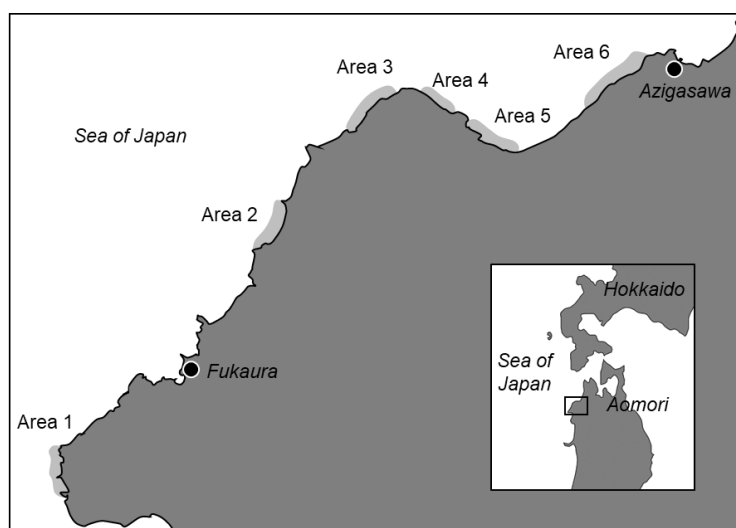 Area 6
Area 3
Area 4
Azigasawa
Area 5
Sea of Japan
Area 2
Hokkaido
Sea of
Japan
Fukaura
Aomori
Area 1